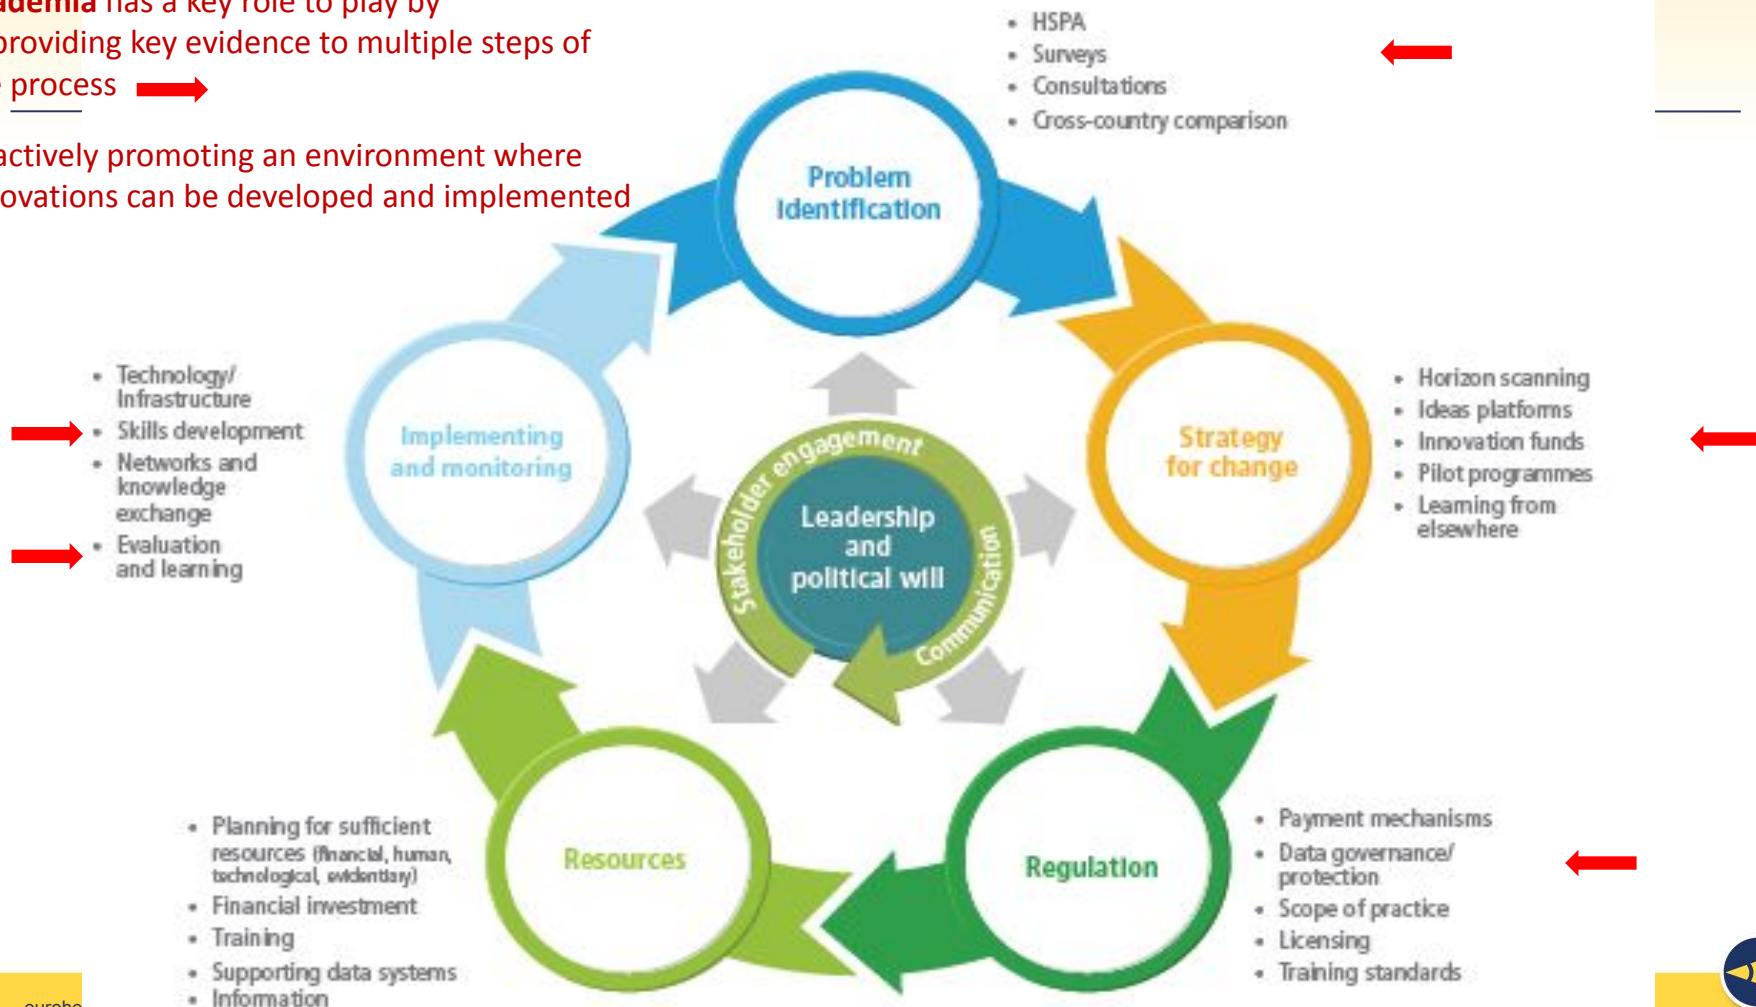 has a key role to play by
providing key evidence to multiple steps of
process
actively promoting an environment where
can be developed and implemented
• HSPA
• Surveys
• Consultations
• Cross-country comparison
Problem
identification
• Technology/
Infrastructure
• Skills development
• Networks and
knowledge
exchange
• Evaluation
and learning
Implementing
and monitoring
Stakeholder engagement
Communication
Leadership
and
political will
Strategy
for change
• Horizon scanning
• Ideas platforms
• Innovation funds
• Pilot programmes
• Learning from
elsewhere
• Planning for sufficient
resources (financial, human,
technological, evidentiary)
• Financial investment
• Training
• Supporting data systems
• Information
Resources
Regulation
• Payment mechanisms
• Data governance/
protection
• Scope of practice
• Licensing
• Training standards